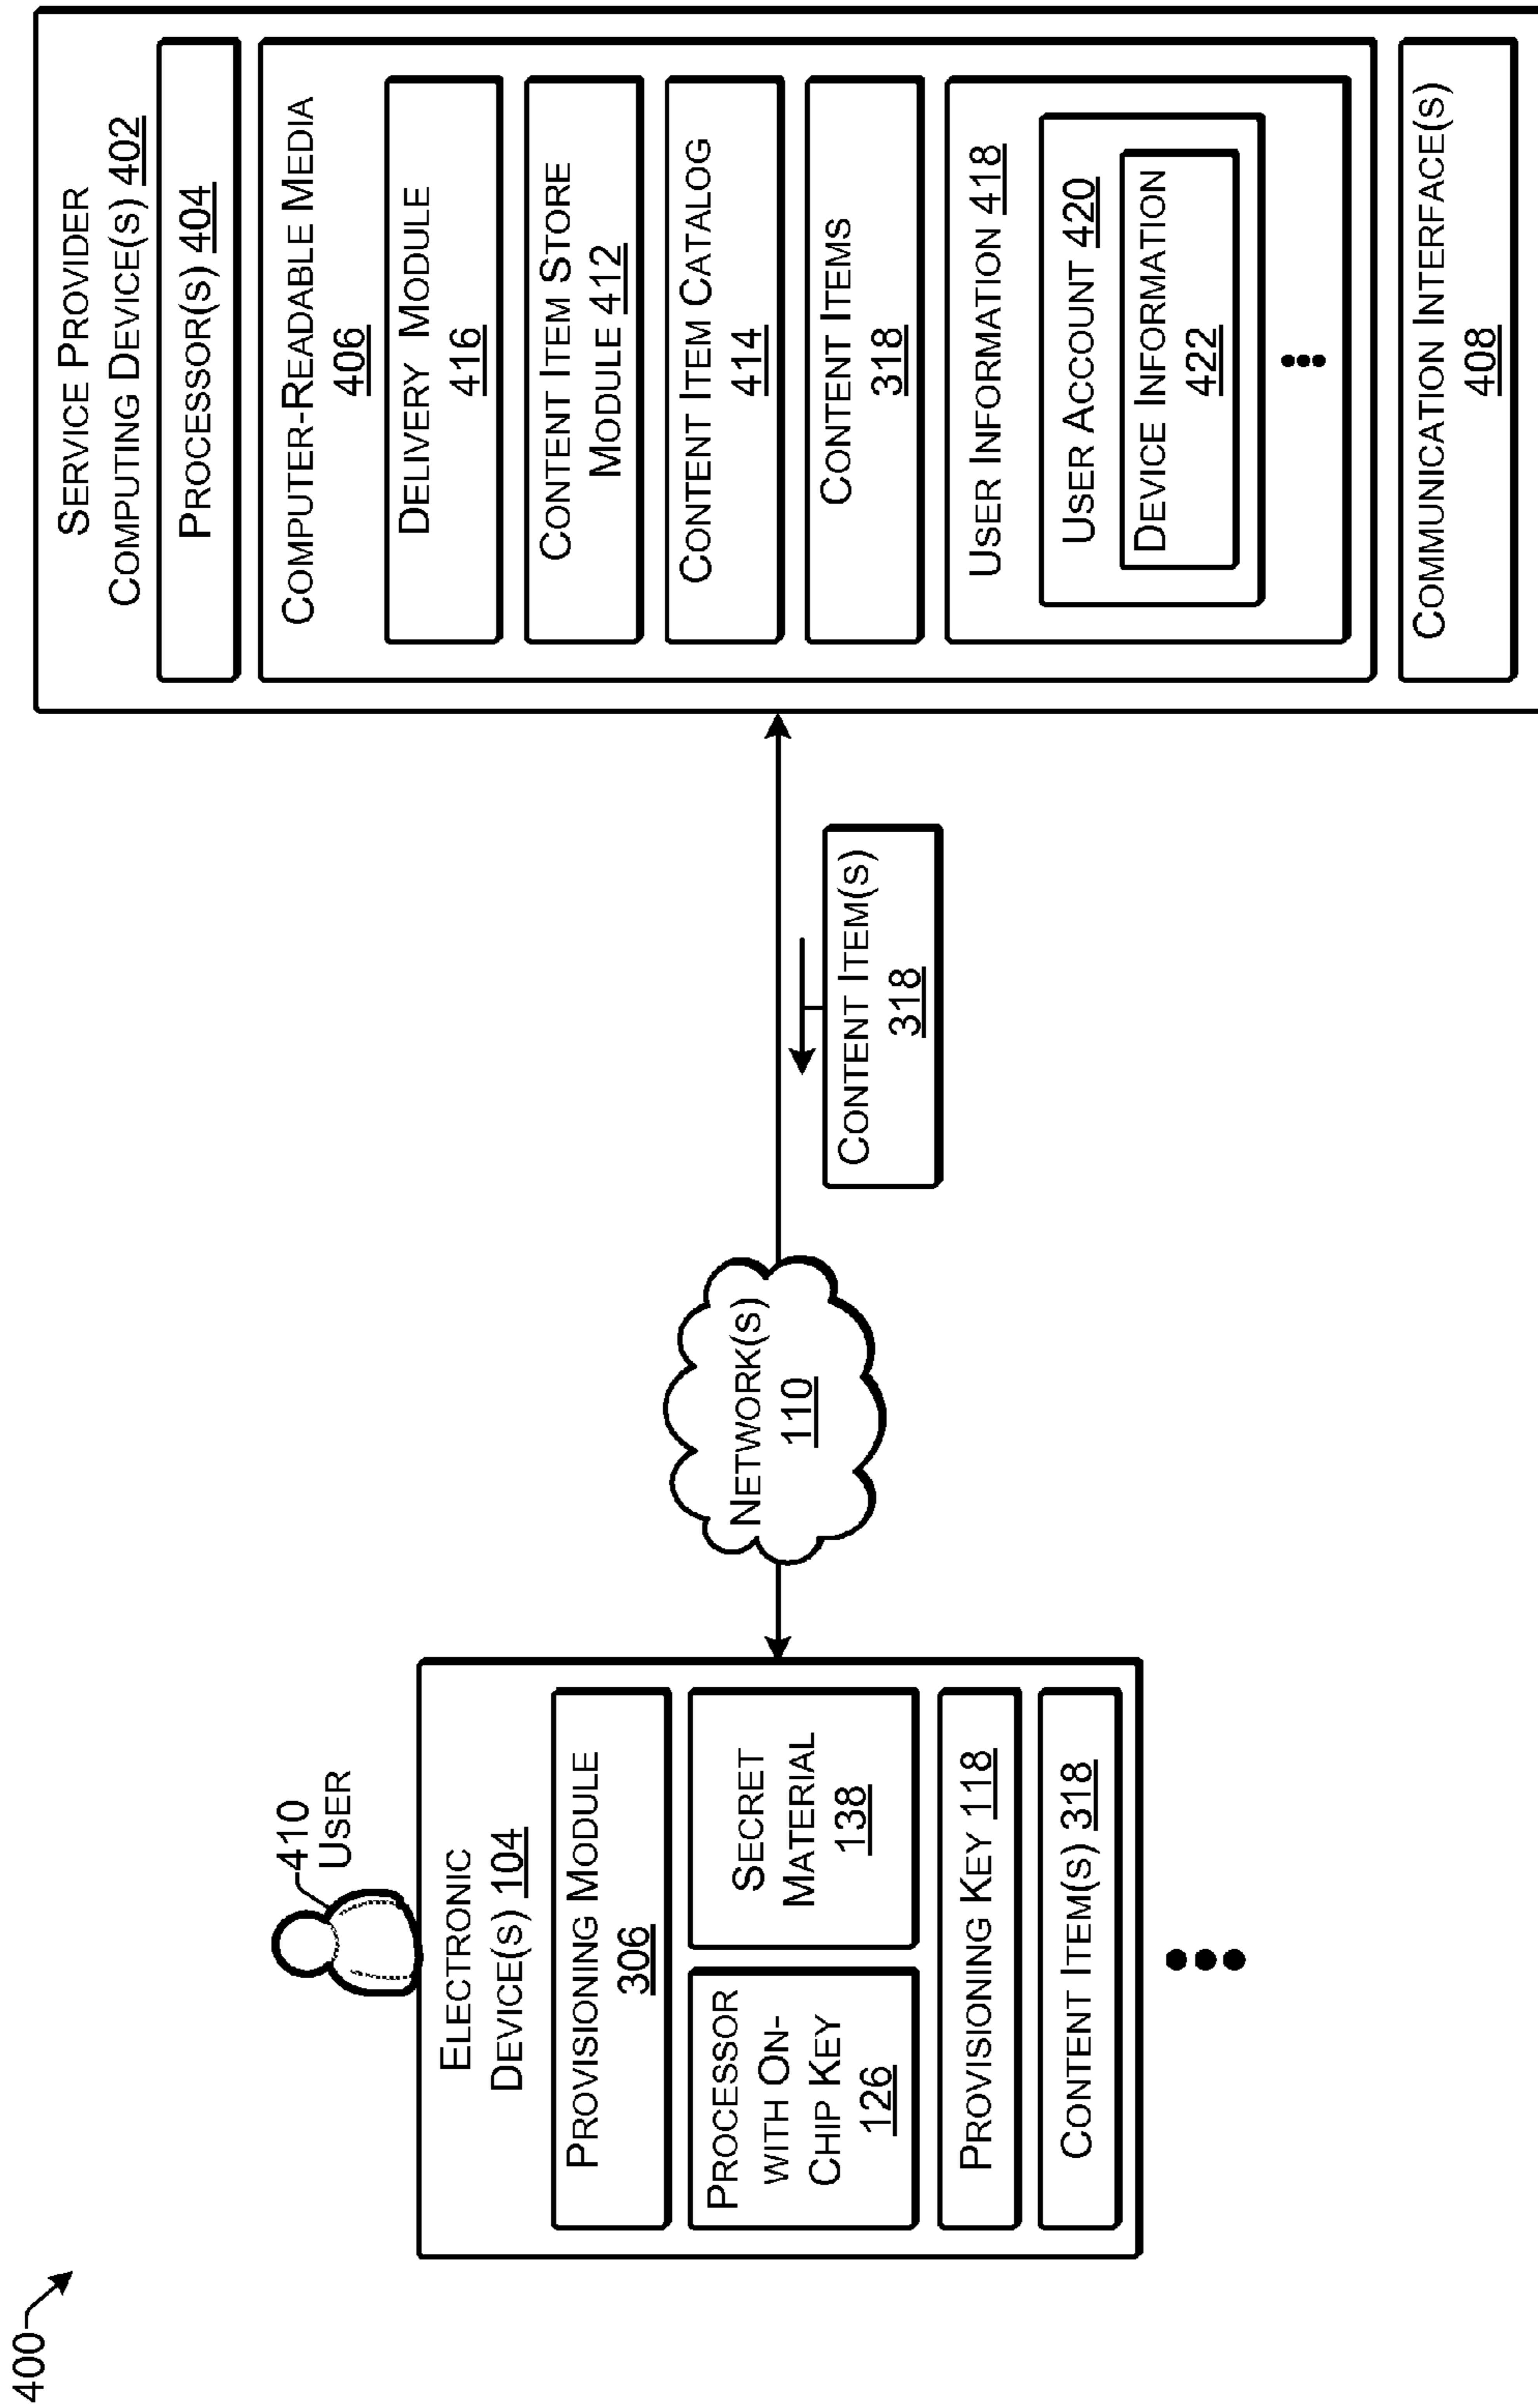 400
410
USER
ELECTRONIC
DEVICE(S) 104
PROVISIONING MODULE
306
PROCESSOR
WITH ON-
CHIP KEY
126
SECRET
MATERIAL
138
PROVISIONING KEY 118
CONTENT ITEM(S) 318
NETWORK(S)
110
CONTENT ITEM(S)
318
SERVICE PROVIDER
COMPUTING DEVICE(S) 402
PROCESSOR(S) 404
COMPUTER-READABLE MEDIA
406
DELIVERY MODULE
416
CONTENT ITEM STORE
MODULE 412
CONTENT ITEM CATALOG
414
CONTENT ITEMS
318
USER INFORMATION 418
USER ACCOUNT 420
DEVICE INFORMATION
422
COMMUNICATION INTERFACE(S)
408